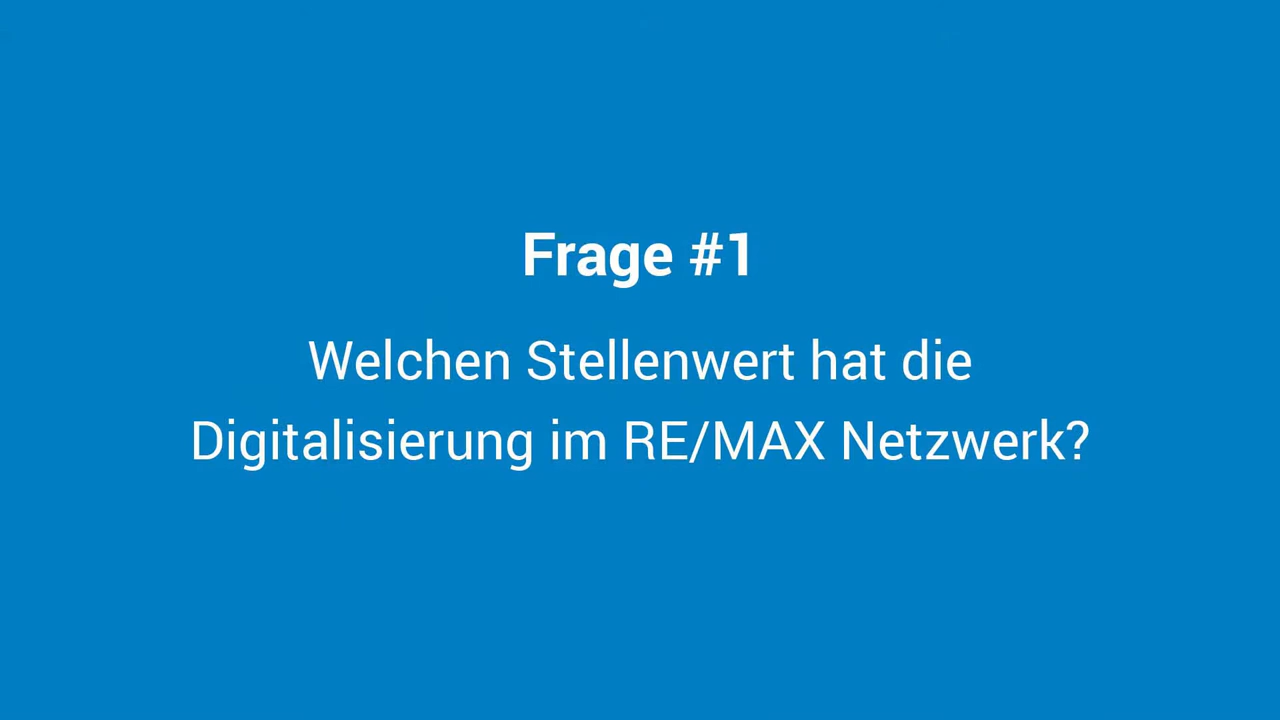 Frage #1
Welchen Stellenwert hat die
Digitalisierung im RE/MAX Netzwerk?